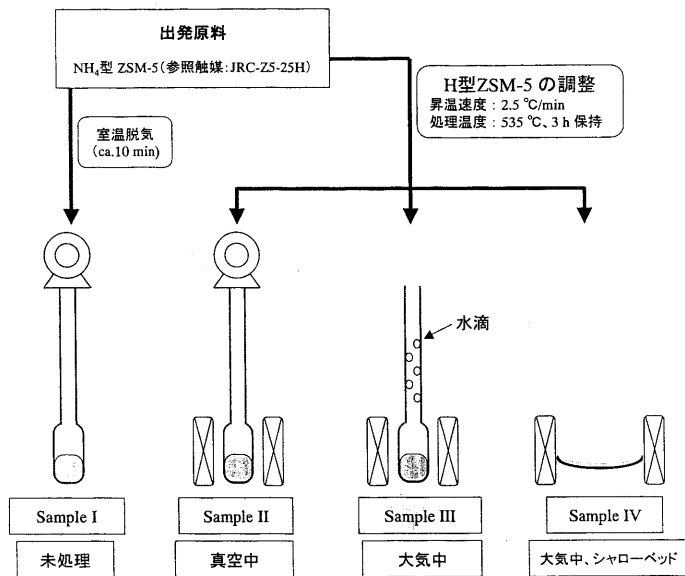 出発原料
NH₄型 ZSM-5(参照触媒:JRC-Z5-25H)
H型ZSM-5 の調整
昇温速度:2.5 ℃/min
処理温度:535 ℃、3 h 保持
室温脱気
(ca.10 min)
水滴
Sample I
Sample II
Sample III
Sample IV
未処理
真空中
大気中
大気中、シャローベッド